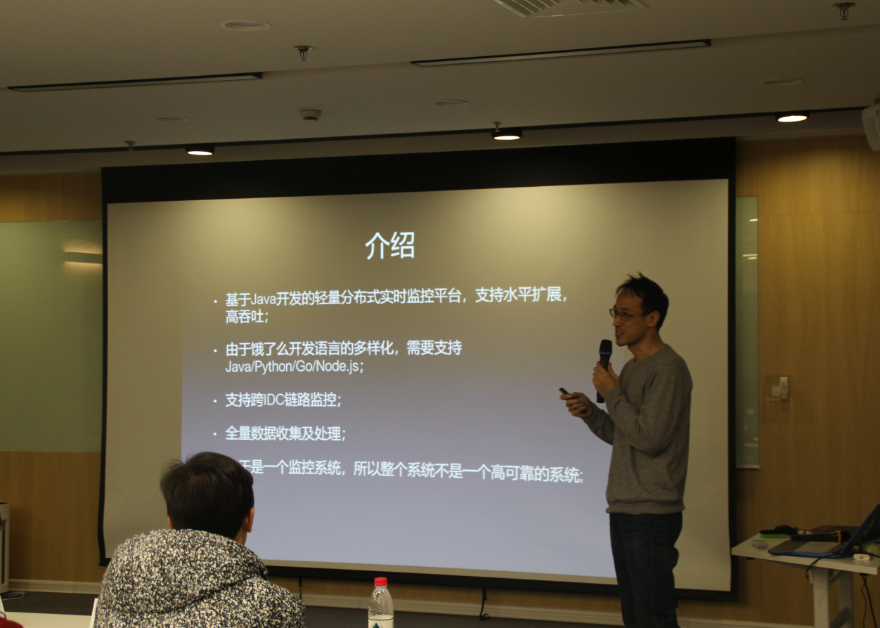 介绍
· 基于Java开发的轻量分布式实时监控平台，支持水平扩展，
高吞吐；
· 由于饿了么开发语言的多样化，需要支持
Java/Python/Go/Node.js；
· 支持跨IDC链路监控；
· 全量数据收集及处理；
是一个监控系统，所以整个系统不是一个高可靠的系统；